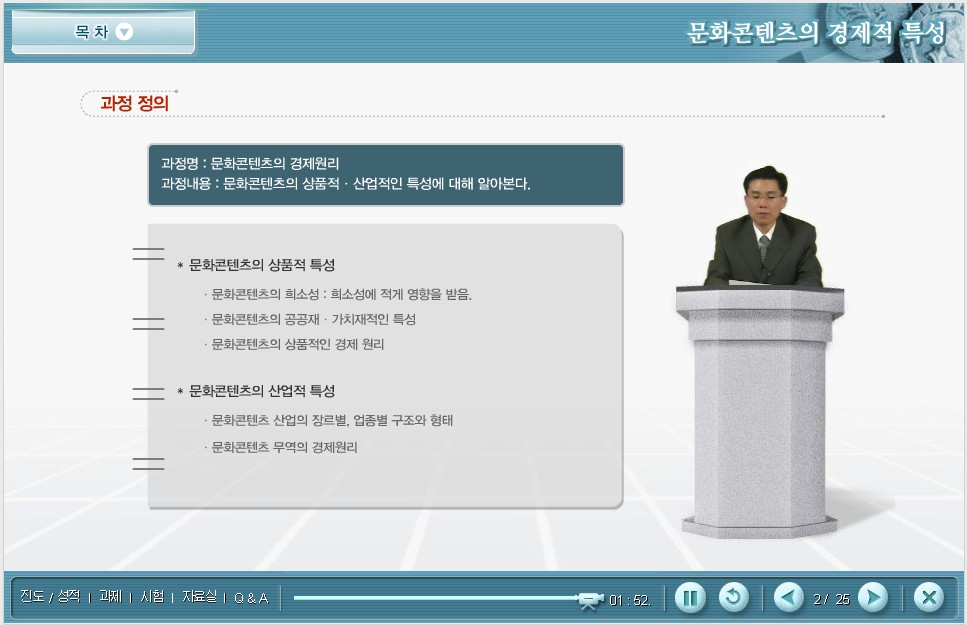 목 차
문화콘텐츠의 경제적 특성
과정 정의
과정명 : 문화콘텐츠의 경제원리
과정내용 : 문화콘텐츠의 상품적 · 산업적인 특성에 대해 알아본다.
* 문화콘텐츠의 상품적 특성
· 문화콘텐츠의 희소성 : 희소성에 적게 영향을 받음.
· 문화콘텐츠의 공공재 · 가치재적인 특성
· 문화콘텐츠의 상품적인 경제 원리
* 문화콘텐츠의 산업적 특성
· 문화콘텐츠 산업의 장르별, 업종별 구조와 형태
· 문화콘텐츠 무역의 경제원리
진도 / 성적 | 과제 | 시험 | 자료실 | Q & A 01 : 52. 2 / 25